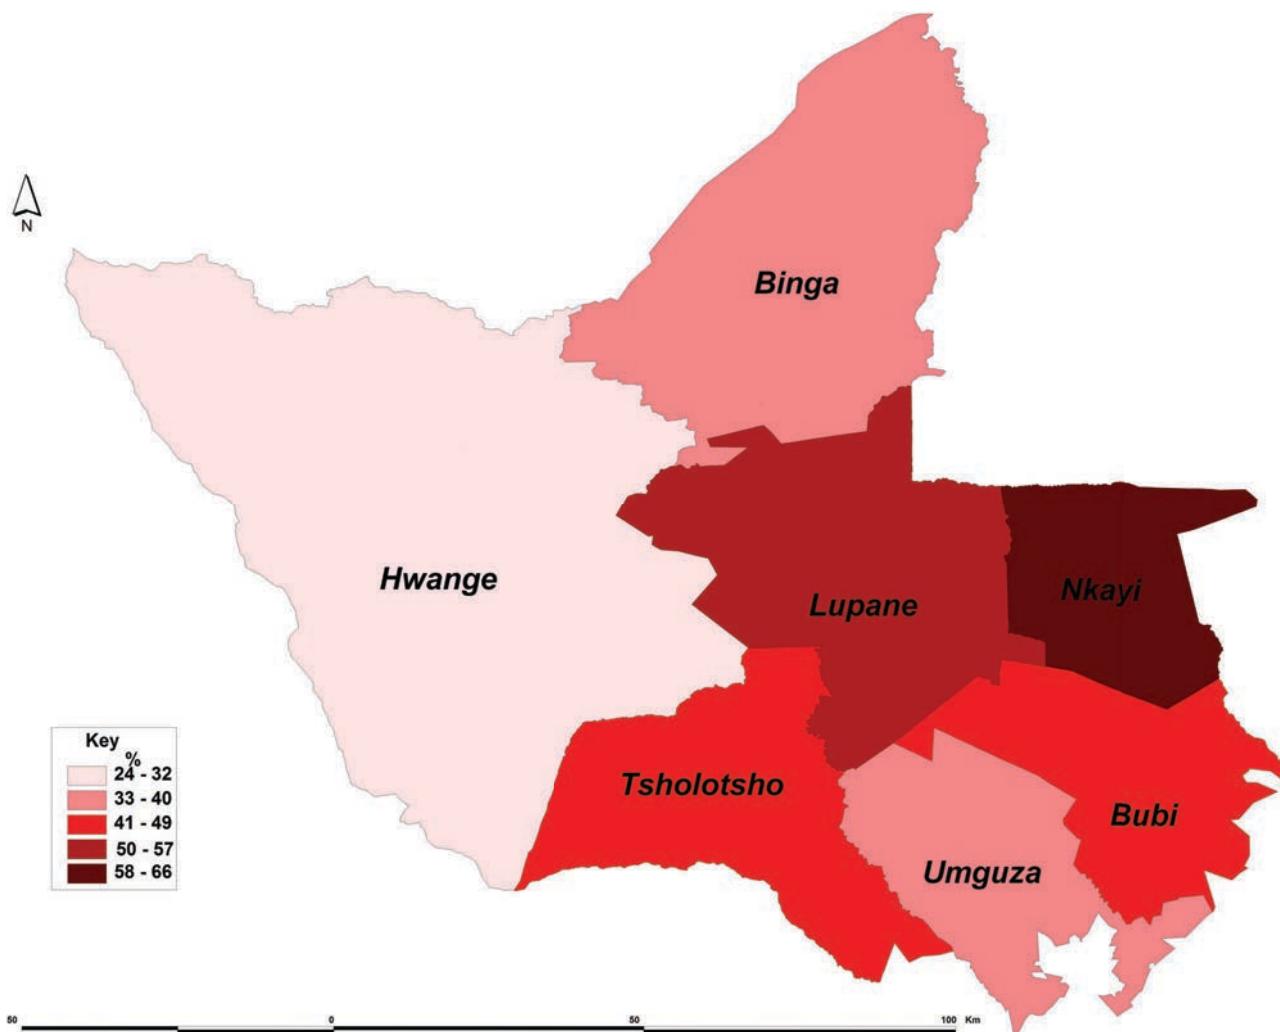 N
Binga
Hwange
Lupane
Nkayi
Tsholotsho
Bubi
Umguza
Key
%
24 - 32
33 - 40
41 - 49
50 - 57
58 - 66
50 0 50 100 Km